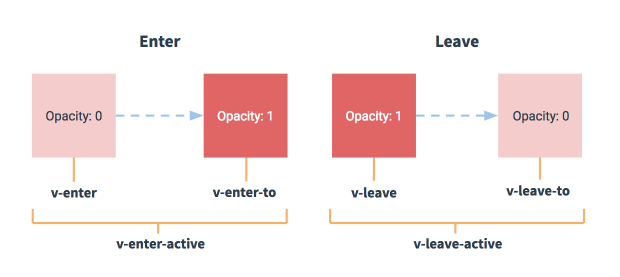 Enter
Leave
Opacity: 0
Opacity: 1
Opacity: 1
Opacity: 0
v-enter
v-enter-to
v-leave
v-leave-to
v-enter-active
v-leave-active